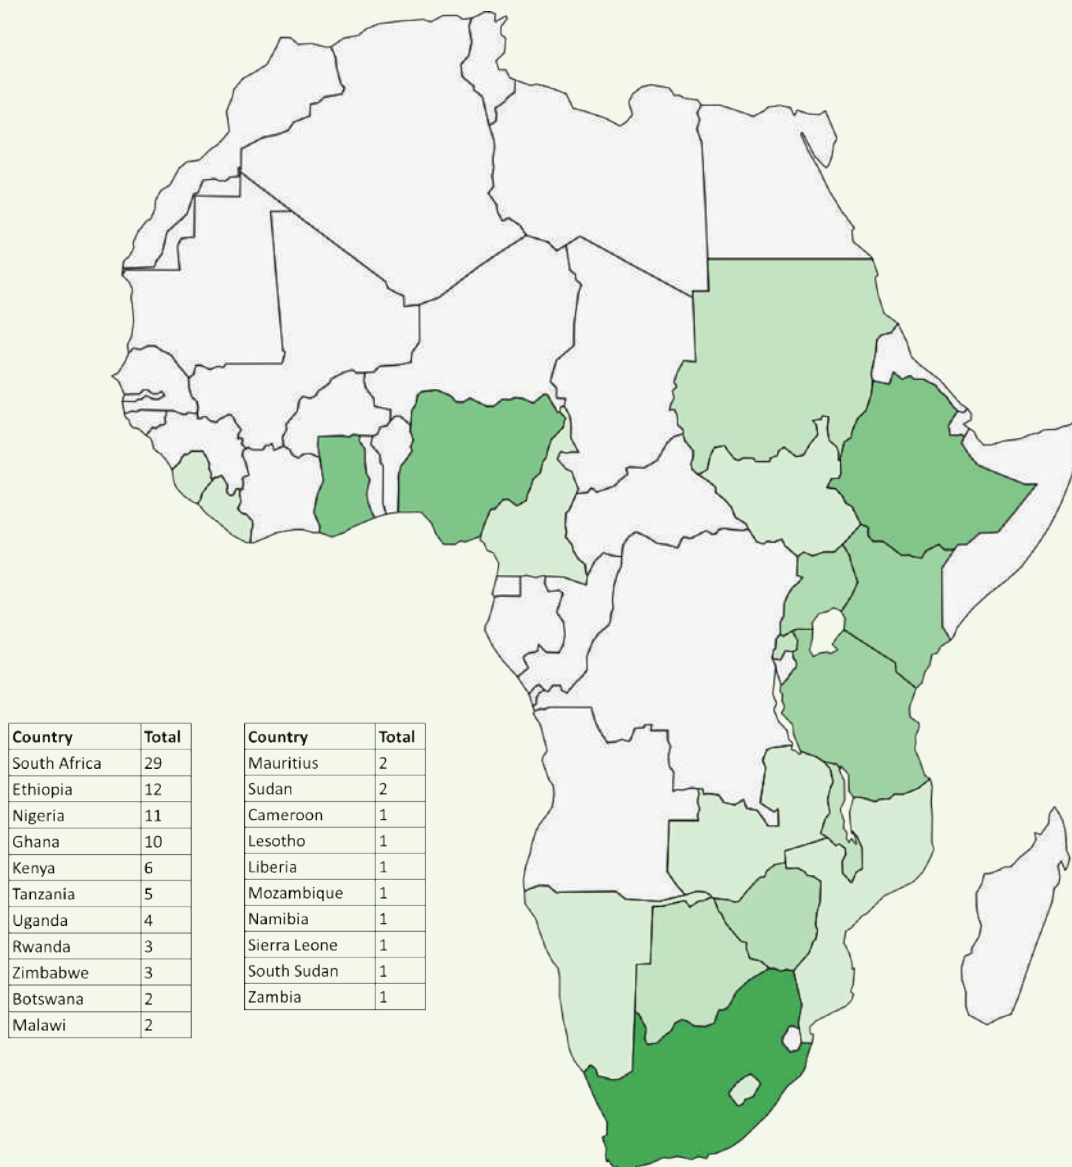 Country Total
South Africa 29
Ethiopia 12
Nigeria 11
Ghana 10
Kenya 6
Tanzania 5
Uganda 4
Rwanda 3
Zimbabwe 3
Botswana 2
Malawi 2
Country Total
Mauritius 2
Sudan 2
Cameroon 1
Lesotho 1
Liberia 1
Mozambique 1
Namibia 1
Sierra Leone 1
South Sudan 1
Zambia 1